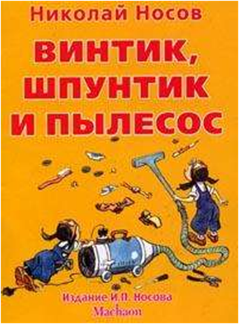 Николай Носов
ВИНТИК,
ШПУНТИК
И ПЫЛЕСОС
Издание И.П. Носова
Machaon